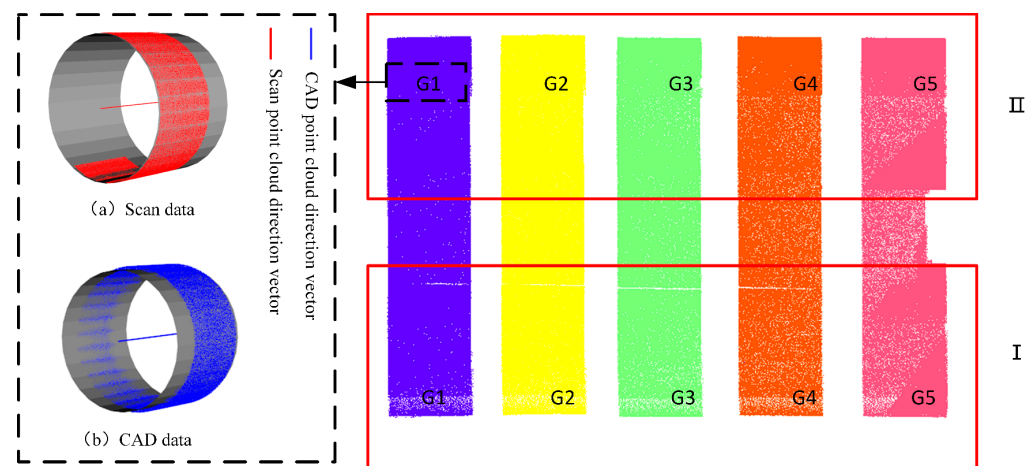 Scan point cloud direction vector
CAD point cloud direction vector
(a) Scan data
(b) CAD data
G1 G2 G3 G4 G5
Ⅱ
G1 G2 G3 G4 G5
Ⅰ